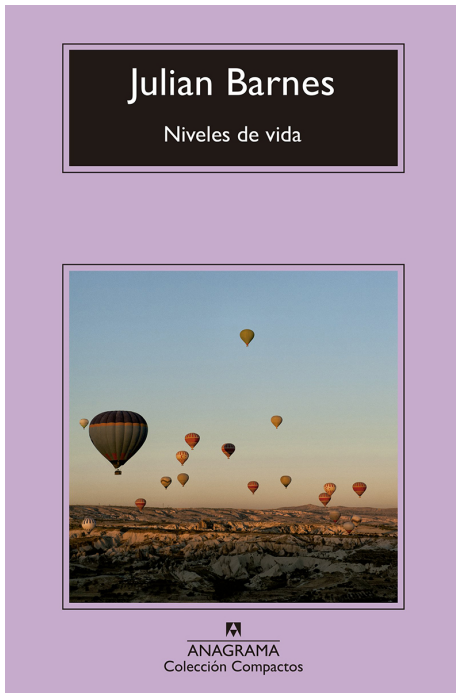 Julian Barnes
Niveles de vida
ANAGRAMA
Colección Compactos